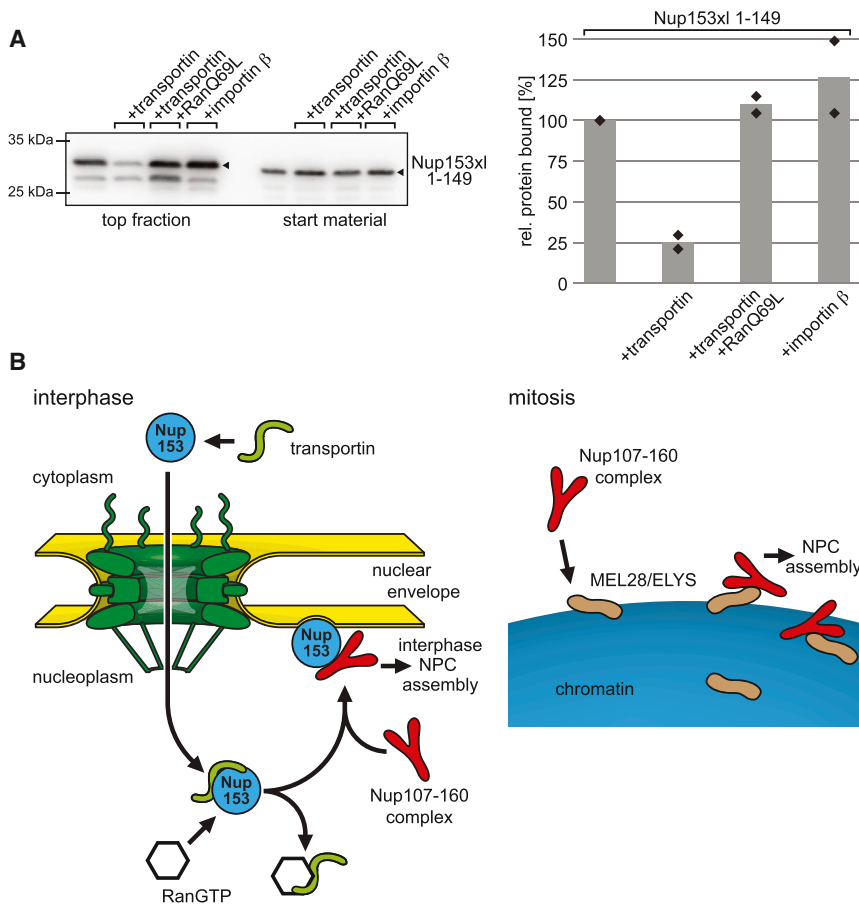 A
+transportin
+transportin
+RanQ69L
+importin β
+transportin
+transportin
+RanQ69L
+importin β
35 kDa
25 kDa
Nup153xl
1-149
top fraction
start material
Nup153xl 1-149
rel. protein bound [%]
150
125
100
75
50
25
0
+transportin
+transportin
+RanQ69L
+importin β
B
interphase
Nup
153
transportin
cytoplasm
nuclear
envelope
Nup
153
interphase
NPC
assembly
nucleoplasm
Nup
153
Nup107-160
complex
RanGTP
mitosis
Nup107-160
complex
MEL28/ELYS
NPC
assembly
chromatin